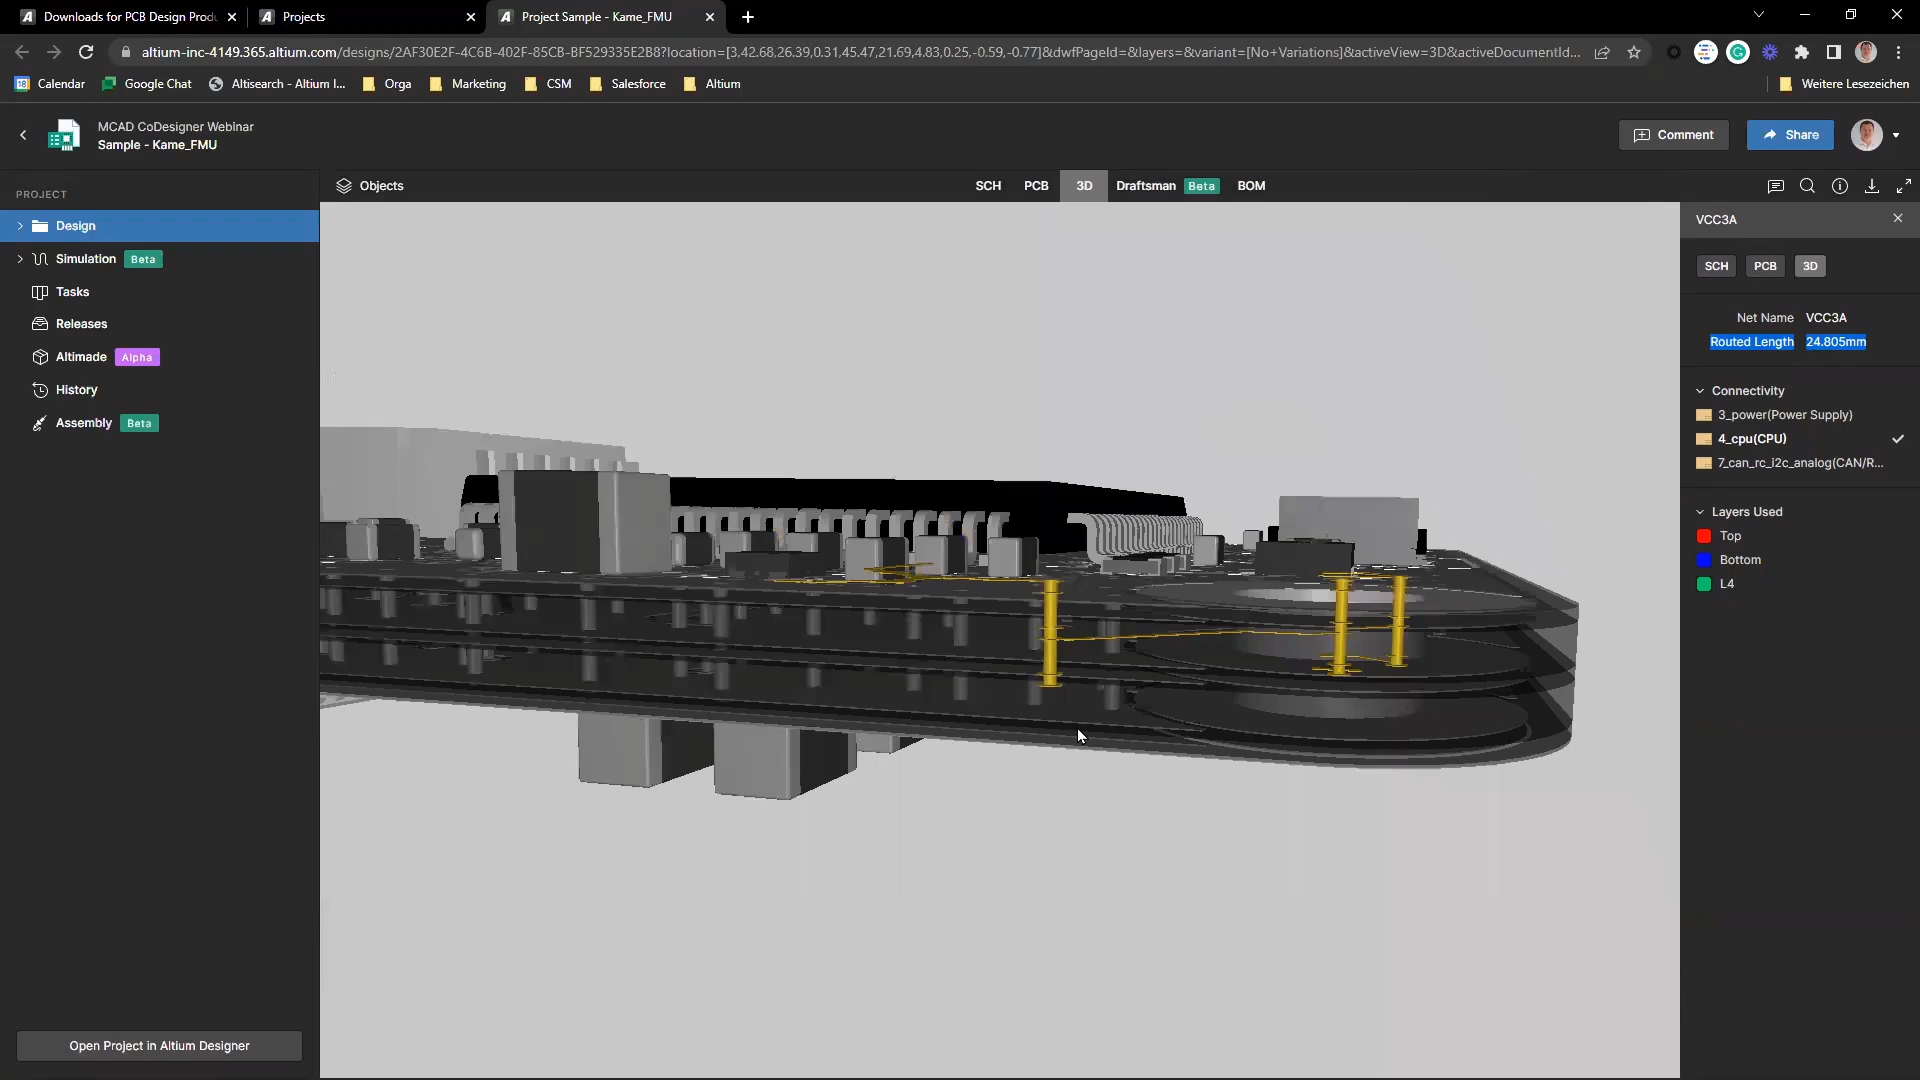 Downloads for PCB Design Produ
Projects
Project Sample - Kame_FMU
altium-inc-4149.365.altium.com/designs/2AF30E2F-4C6B-402F-85CB-BF529335E2B8?location=[3,42.68,26.39,0.31,45.47,21.69,4.83,0.25,-0.59,-0.77]&dwfPageId=&layers=&variant=[No+Variations]&activeView=3D&activeDocumentId...
Calendar
Google Chat
Altisearch - Altium I...
Orga
Marketing
CSM
Salesforce
Altium
Weitere Lesezeichen
MCAD CoDesigner Webinar
Sample - Kame_FMU
Comment
Share
PROJECT
Objects
SCH
PCB
3D
Draftsman Beta
BOM
Design
Simulation Beta
Tasks
Releases
Altimade Alpha
History
Assembly Beta
Open Project in Altium Designer
VCC3A
SCH PCB 3D
Net Name VCC3A
Routed Length 24.805mm
Connectivity
3_power(Power Supply)
4_cpu(CPU)
7_can_rc_i2c_analog(CAN/R...
Layers Used
Top
Bottom
L4